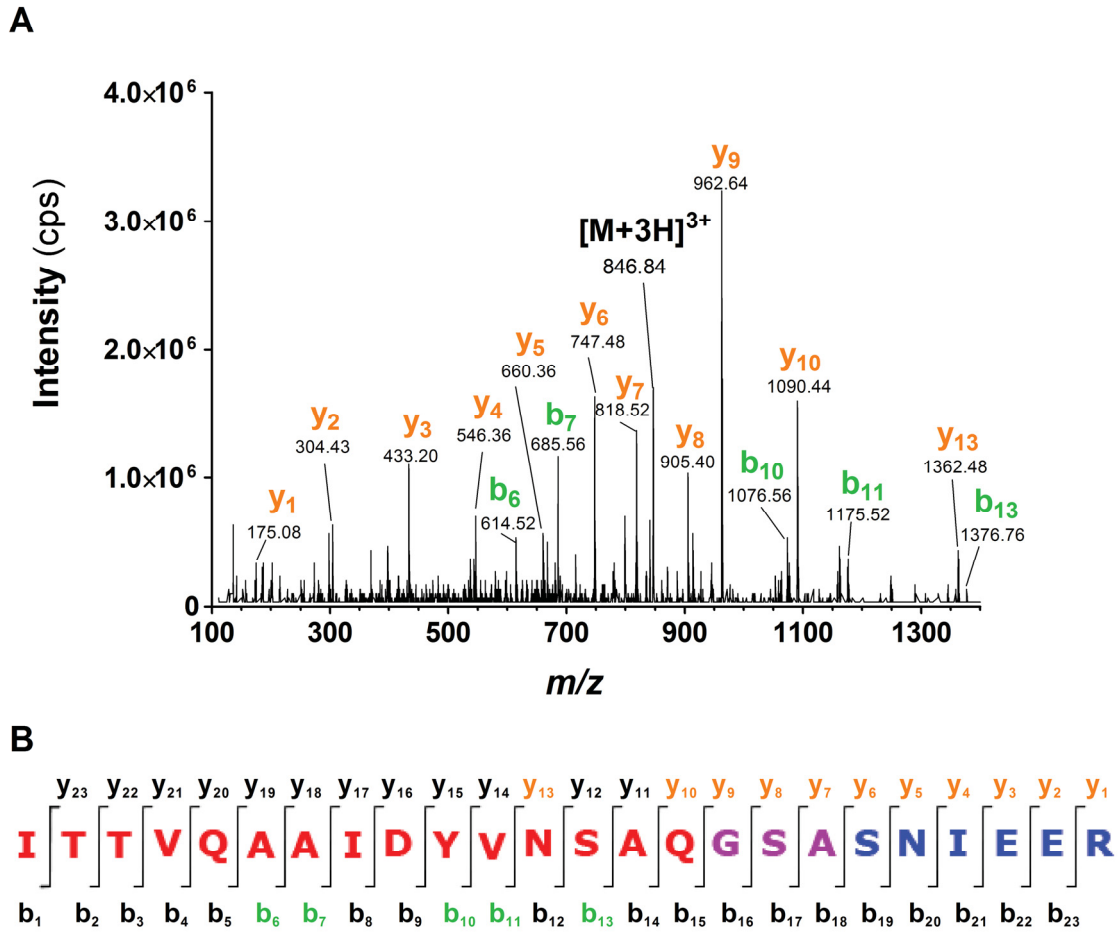 A
4.0×10⁶
3.0×10⁶
2.0×10⁶
1.0×10⁶
0
Intensity (cps)
100 300 500 700 900 1100 1300
m/z
y₁
175.08
y₂
304.43
y₃
433.20
y₄
546.36
b₆
614.52
y₅
660.36
b₇
685.56
y₆
747.48
y₇
818.52
[M+3H]³⁺
846.84
y₈
905.40
y₉
962.64
b₁₀
1076.56
y₁₀
1090.44
b₁₁
1175.52
y₁₃
1362.48
b₁₃
1376.76
B
y₂₃ y₂₂ y₂₁ y₂₀ y₁₉ y₁₈ y₁₇ y₁₆ y₁₅ y₁₄ y₁₃ y₁₂ y₁₁ y₁₀ y₉ y₈ y₇ y₆ y₅ y₄ y₃ y₂ y₁
I T T V Q A A I D Y V N S A Q G S A S N I E E R
b₁ b₂ b₃ b₄ b₅ b₆ b₇ b₈ b₉ b₁₀ b₁₁ b₁₂ b₁₃ b₁₄ b₁₅ b₁₆ b₁₇ b₁₈ b₁₉ b₂₀ b₂₁ b₂₂ b₂₃